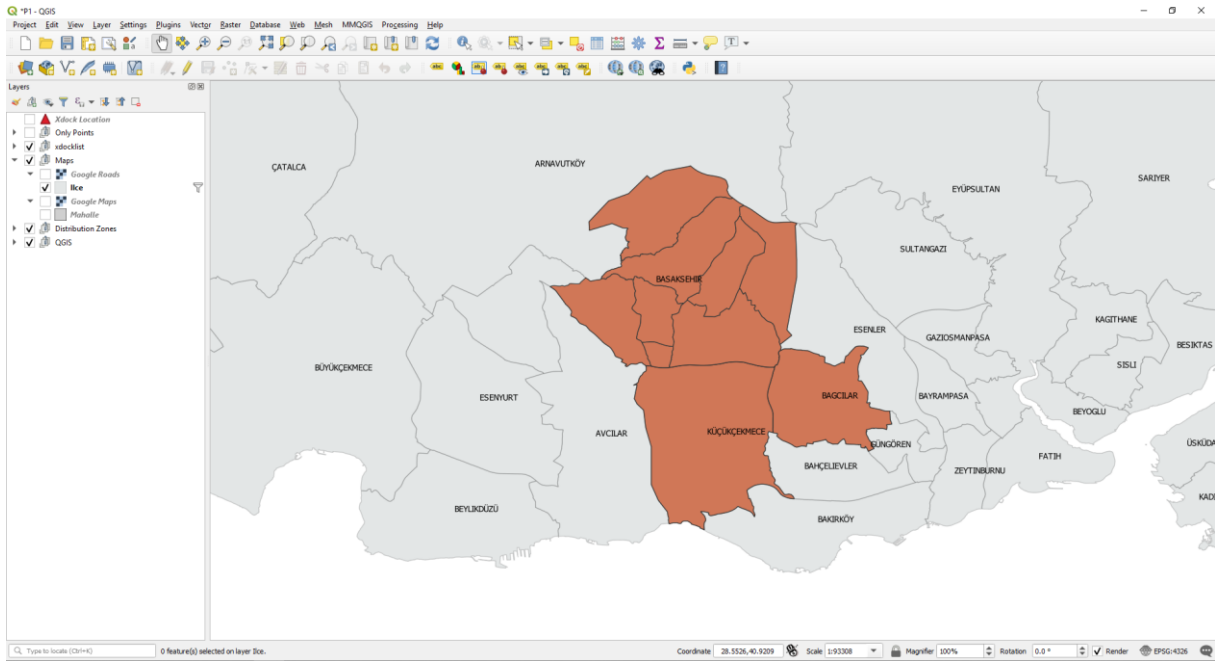 *P1 - QGIS
Project Edit View Layer Settings Plugins Vector Raster Database Web Mesh MMQGIS Processing Help
Layers
Xdock Location
Only Points
xdocklist
Maps
Google Roads
Ilce
Google Maps
Mahalle
Distribution Zones
QGIS
ÇATALCA
ARNAVUTKÖY
EYÜPSULTAN
SARIYER
SULTANGAZI
BASAKSEHIR
KAGITHANE
ESENLER
GAZIOSMANPASA
BESIKTAS
SISLI
BÜYÜKÇEKMECE
ESENYURT
BAGCILAR
BAYRAMPASA
BEYOGLU
AVCILAR
KÜÇÜKÇEKMECE
GÜNGÖREN
ÜSKÜDA
FATIH
BAHÇELIEVLER
ZEYTINBURNU
KADI
BEYLIKDÜZÜ
BAKIRKÖY
Type to locate (Ctrl+K) 0 feature(s) selected on layer Ilce. Coordinate 28.5526,40.9209 Scale 1:93308 Magnifier 100% Rotation 0.0 ° Render EPSG:4326